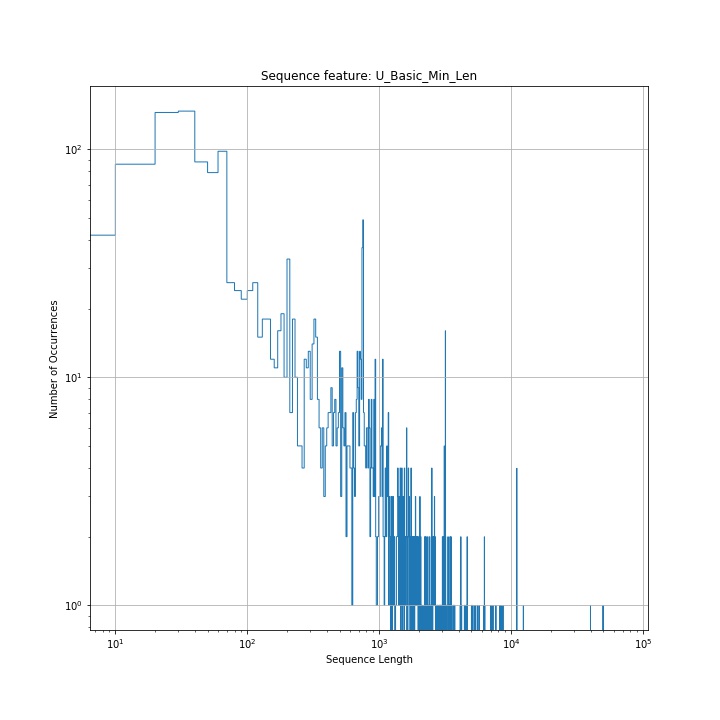 Sequence feature: U_Basic_Min_Len
Number of Occurrences
10²
10¹
10⁰
10¹ 10² 10³ 10⁴ 10⁵
Sequence Length